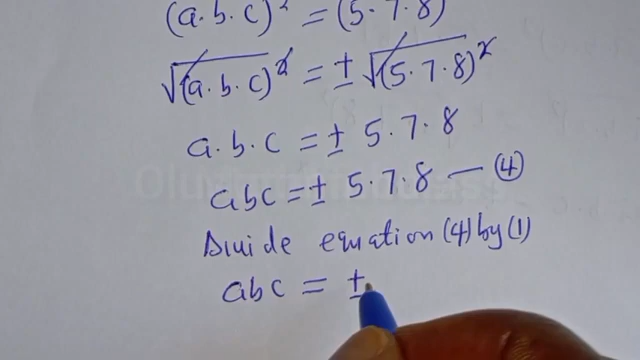 (a.b.c)² = (5.7.8)
√(a.b.c)² = ± √(5.7.8)²
a.b.c = ± 5.7.8
abc = ± 5.7.8 — (4)
Divide equation (4) by (1)
abc = ±